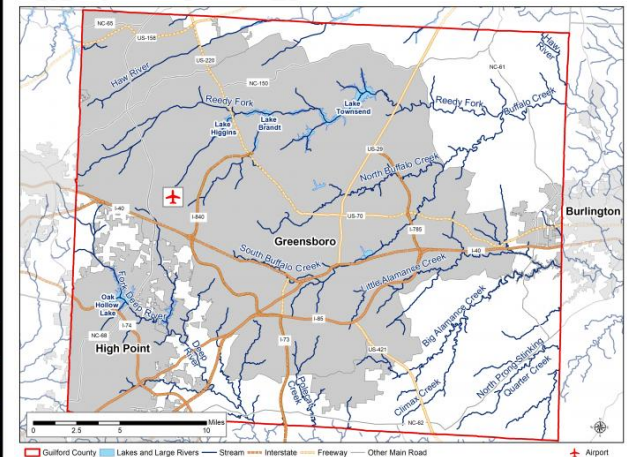 NC-65
US-158
Haw River
US-220
NC-150
NC-61
Haw
River
Reedy Fork
Lake
Higgins
Lake
Brandt
Lake
Townsend
Reedy Fork
Buffalo Creek
US-29
North Buffalo Creek
I-40
I-840
US-70
I-785
Burlington
Greensboro
I-40
South Buffalo Creek
Little Alamance Creek
Oak
Hollow
Lake
Fork Deep River
I-74
NC-68
High Point
Deep
River
I-85
I-73
US-421
Big Alamance Creek
Polecat
Creek
Climax Creek
North Prong Stinking
Quarter Creek
NC-62
Miles
0 2.5 5 10
Guilford County Lakes and Large Rivers Stream Interstate Freeway Other Main Road Airport